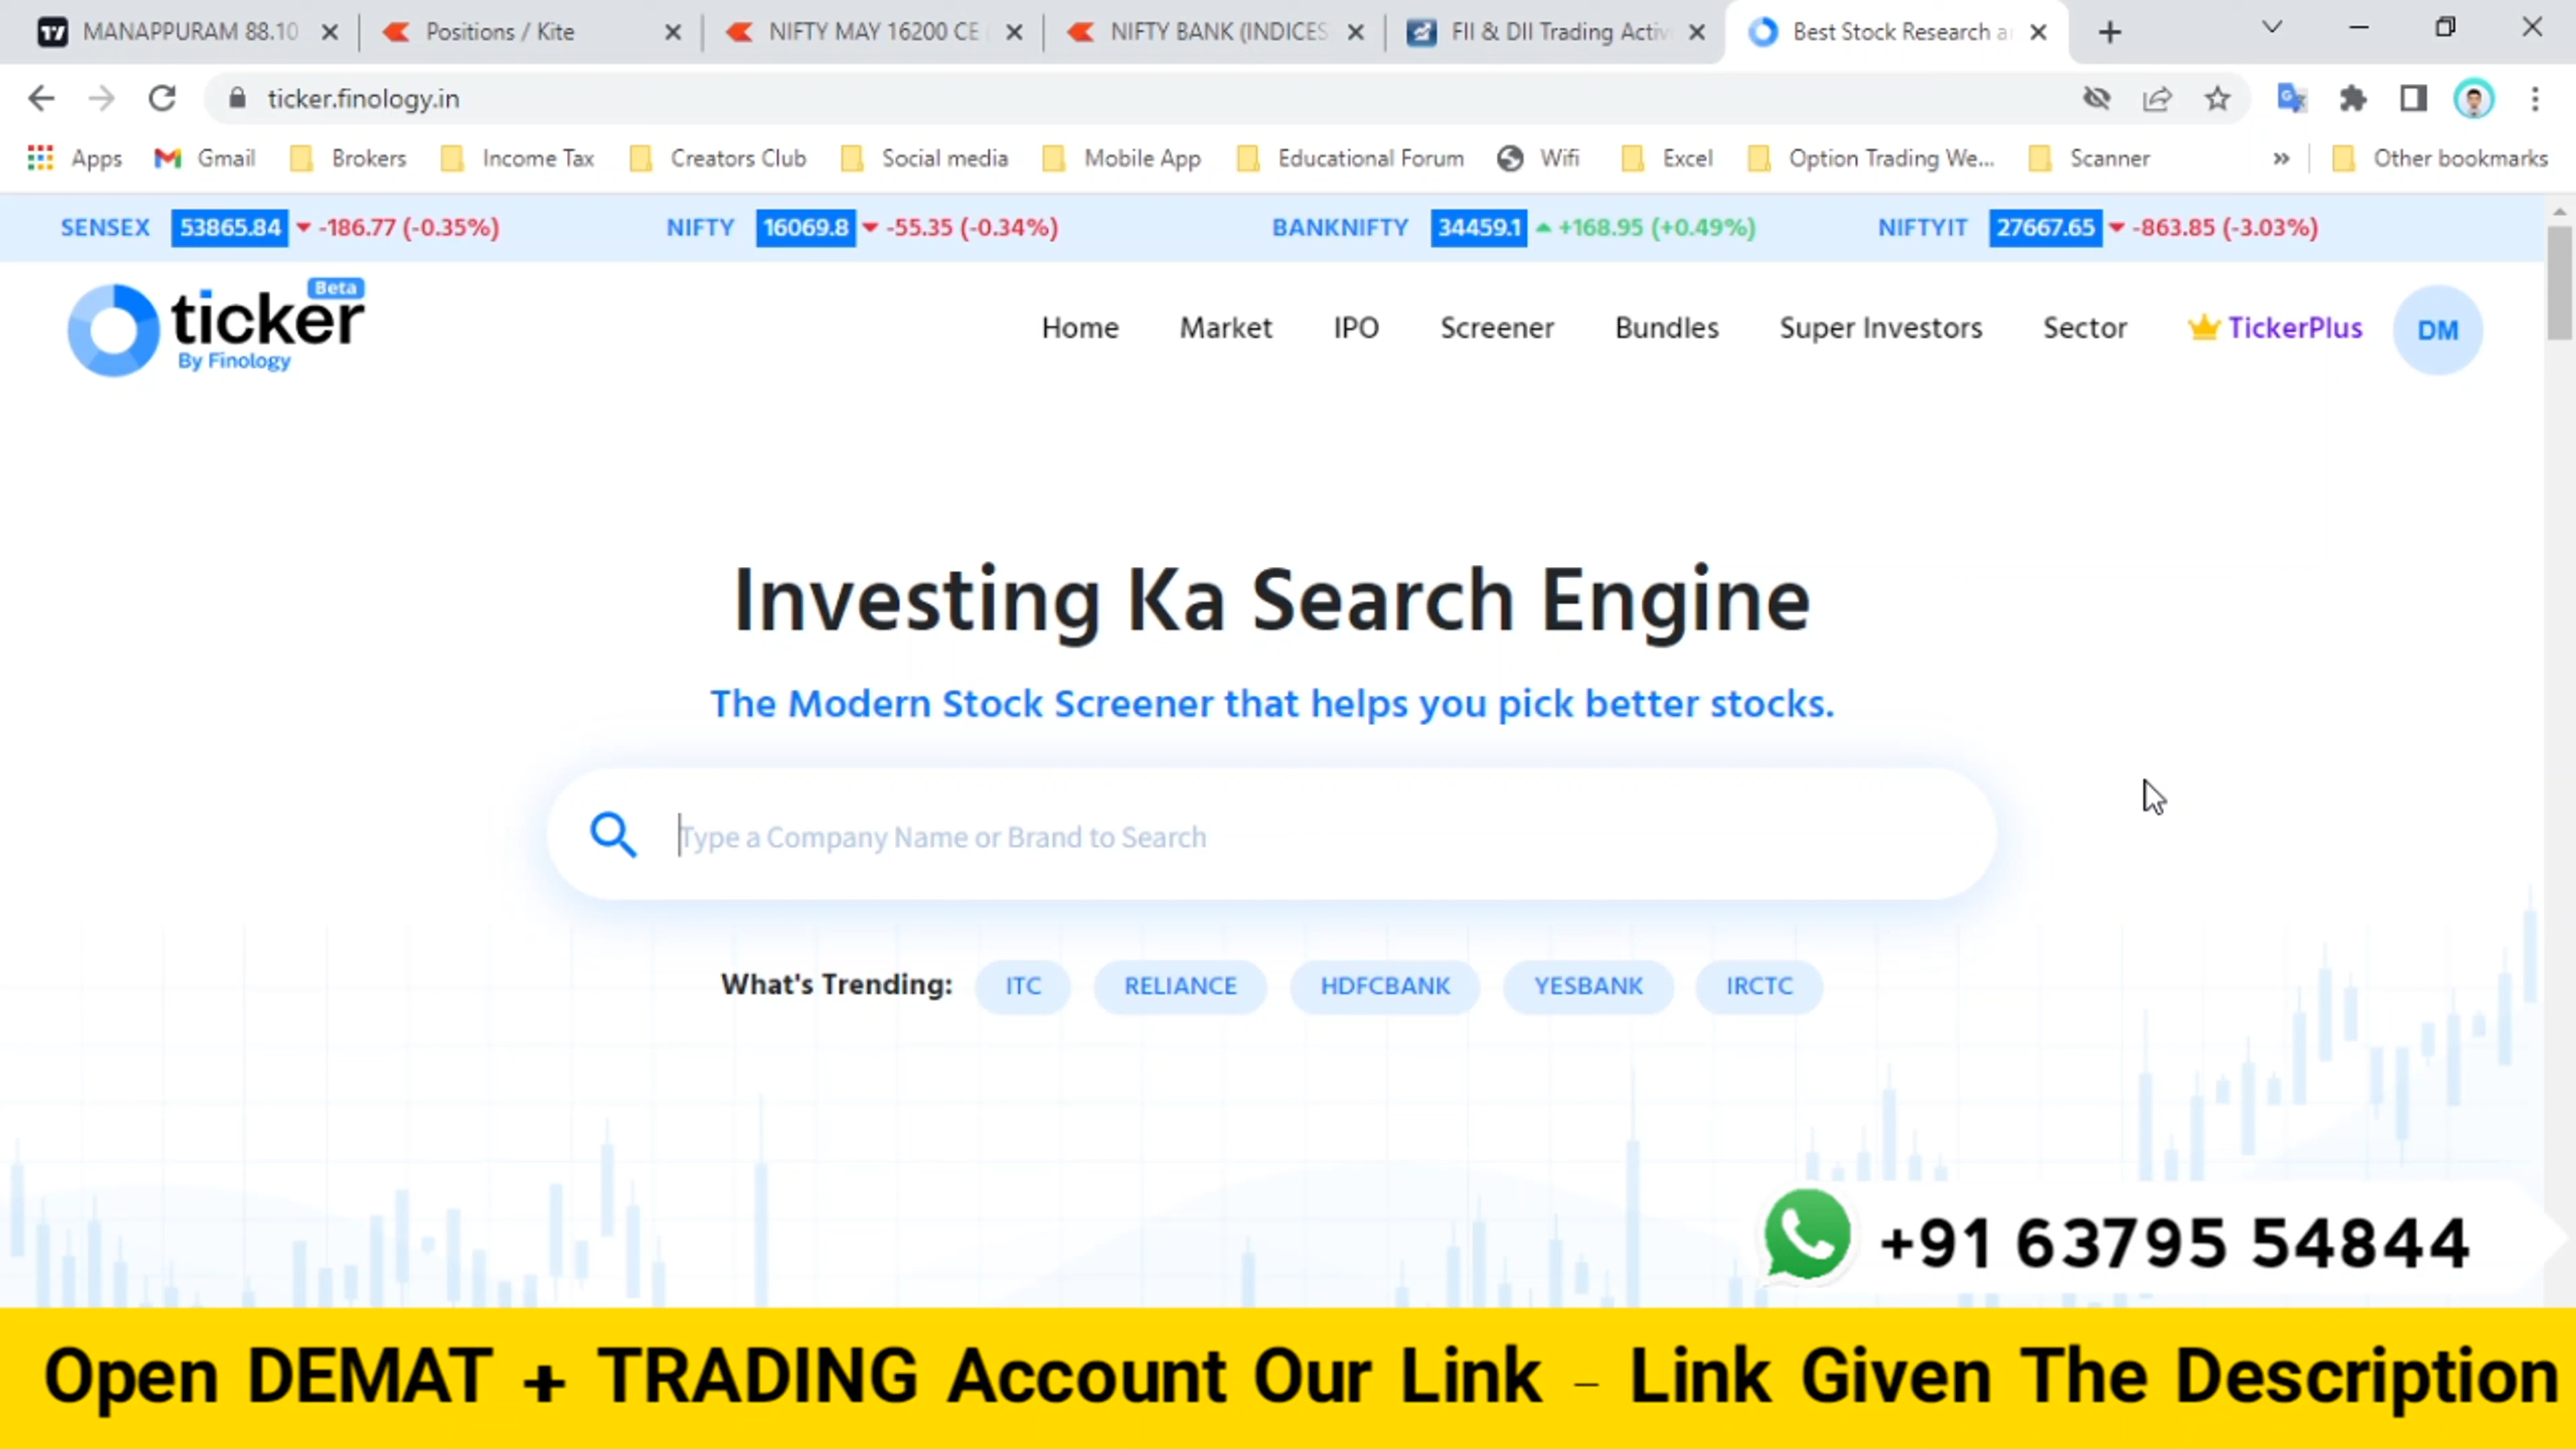 MANAPPURAM 88.10
Positions / Kite
NIFTY MAY 16200 CE
NIFTY BANK (INDICES
FII & DII Trading Activ
Best Stock Research a
ticker.finology.in
Apps
Gmail
Brokers
Income Tax
Creators Club
Social media
Mobile App
Educational Forum
Wifi
Excel
Option Trading We...
Scanner
»
Other bookmarks
SENSEX 53865.84 -186.77 (-0.35%)
NIFTY 16069.8 -55.35 (-0.34%)
BANKNIFTY 34459.1 +168.95 (+0.49%)
NIFTYIT 27667.65 -863.85 (-3.03%)
ticker
Beta
By Finology
Home
Market
IPO
Screener
Bundles
Super Investors
Sector
TickerPlus
DM
Investing Ka Search Engine
The Modern Stock Screener that helps you pick better stocks.
Type a Company Name or Brand to Search
What's Trending: ITC RELIANCE HDFCBANK YESBANK IRCTC
+91 63795 54844
Open DEMAT + TRADING Account Our Link - Link Given The Description